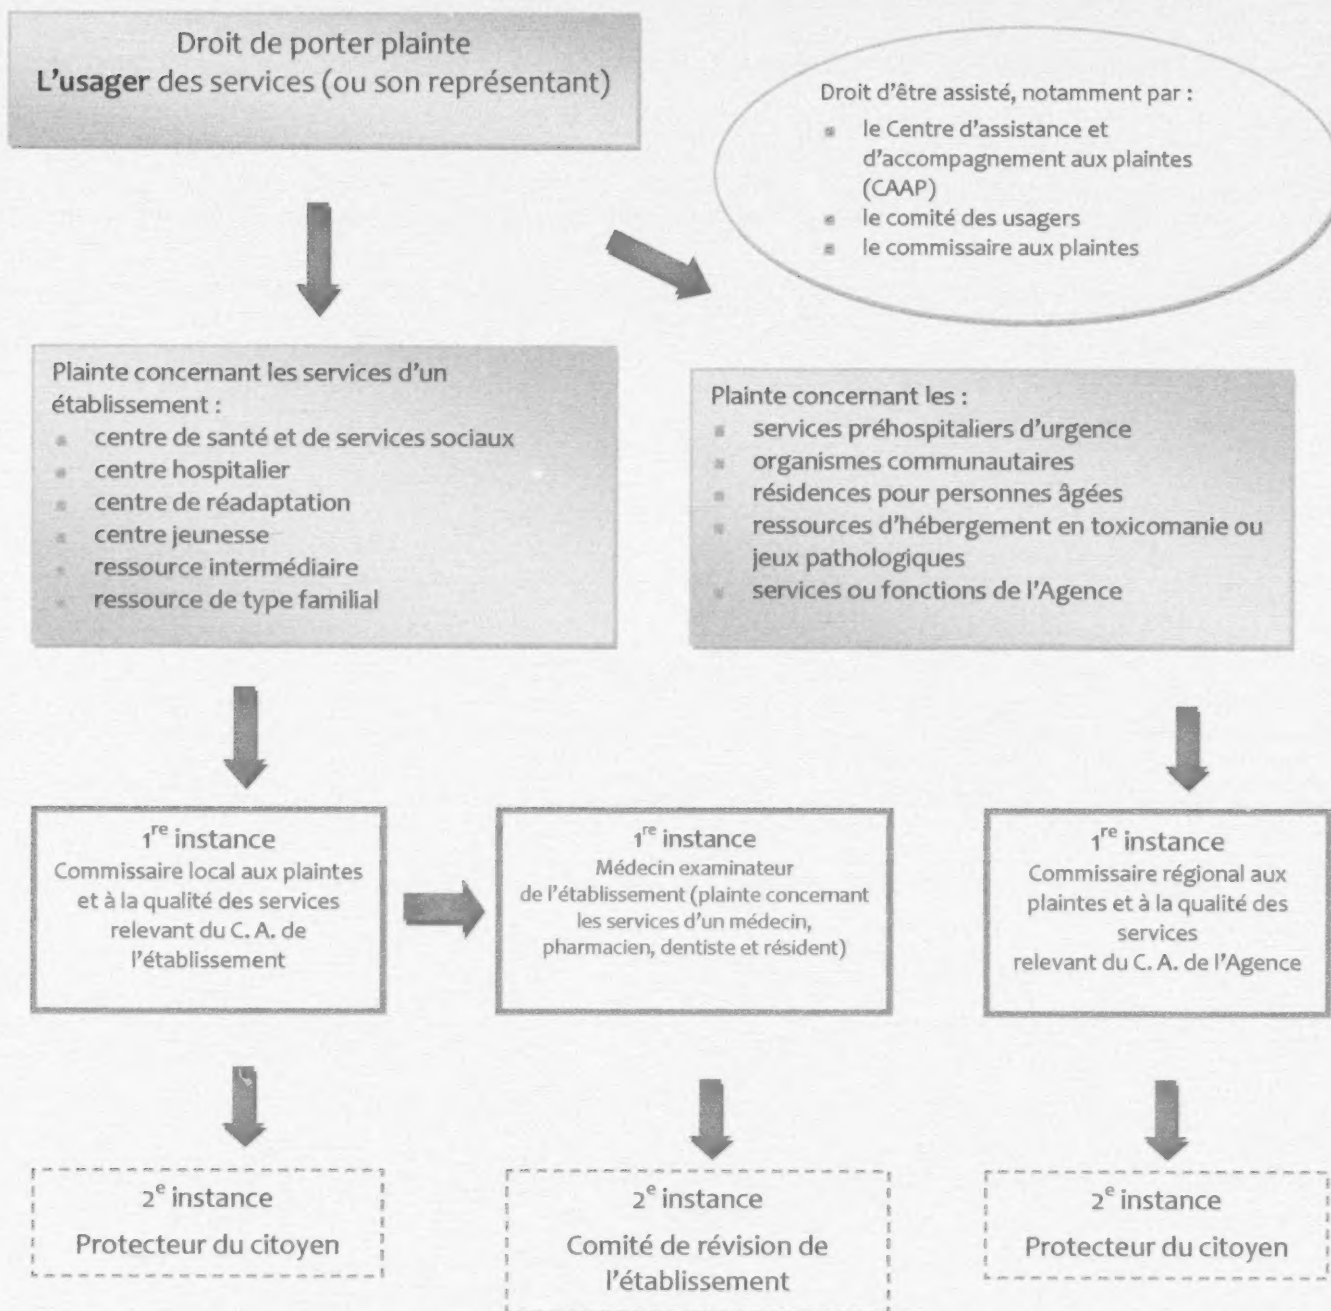 Droit de porter plainte
L'usager des services (ou son représentant)
Droit d'être assisté, notamment par :
le Centre d'assistance et
d'accompagnement aux plaintes
(CAAP)
le comité des usagers
le commissaire aux plaintes
Plainte concernant les services d'un
établissement :
centre de santé et de services sociaux
centre hospitalier
centre de réadaptation
centre jeunesse
ressource intermédiaire
ressource de type familial
Plainte concernant les :
services préhospitaliers d'urgence
organismes communautaires
résidences pour personnes âgées
ressources d'hébergement en toxicomanie ou
jeux pathologiques
services ou fonctions de l'Agence
1re instance
Commissaire local aux plaintes
et à la qualité des services
relevant du C. A. de
l'établissement
1re instance
Médecin examinateur
de l'établissement (plainte concernant
les services d'un médecin,
pharmacien, dentiste et résident)
1re instance
Commissaire régional aux
plaintes et à la qualité des
services
relevant du C. A. de l'Agence
2e instance
Protecteur du citoyen
2e instance
Comité de révision de
l'établissement
2e instance
Protecteur du citoyen